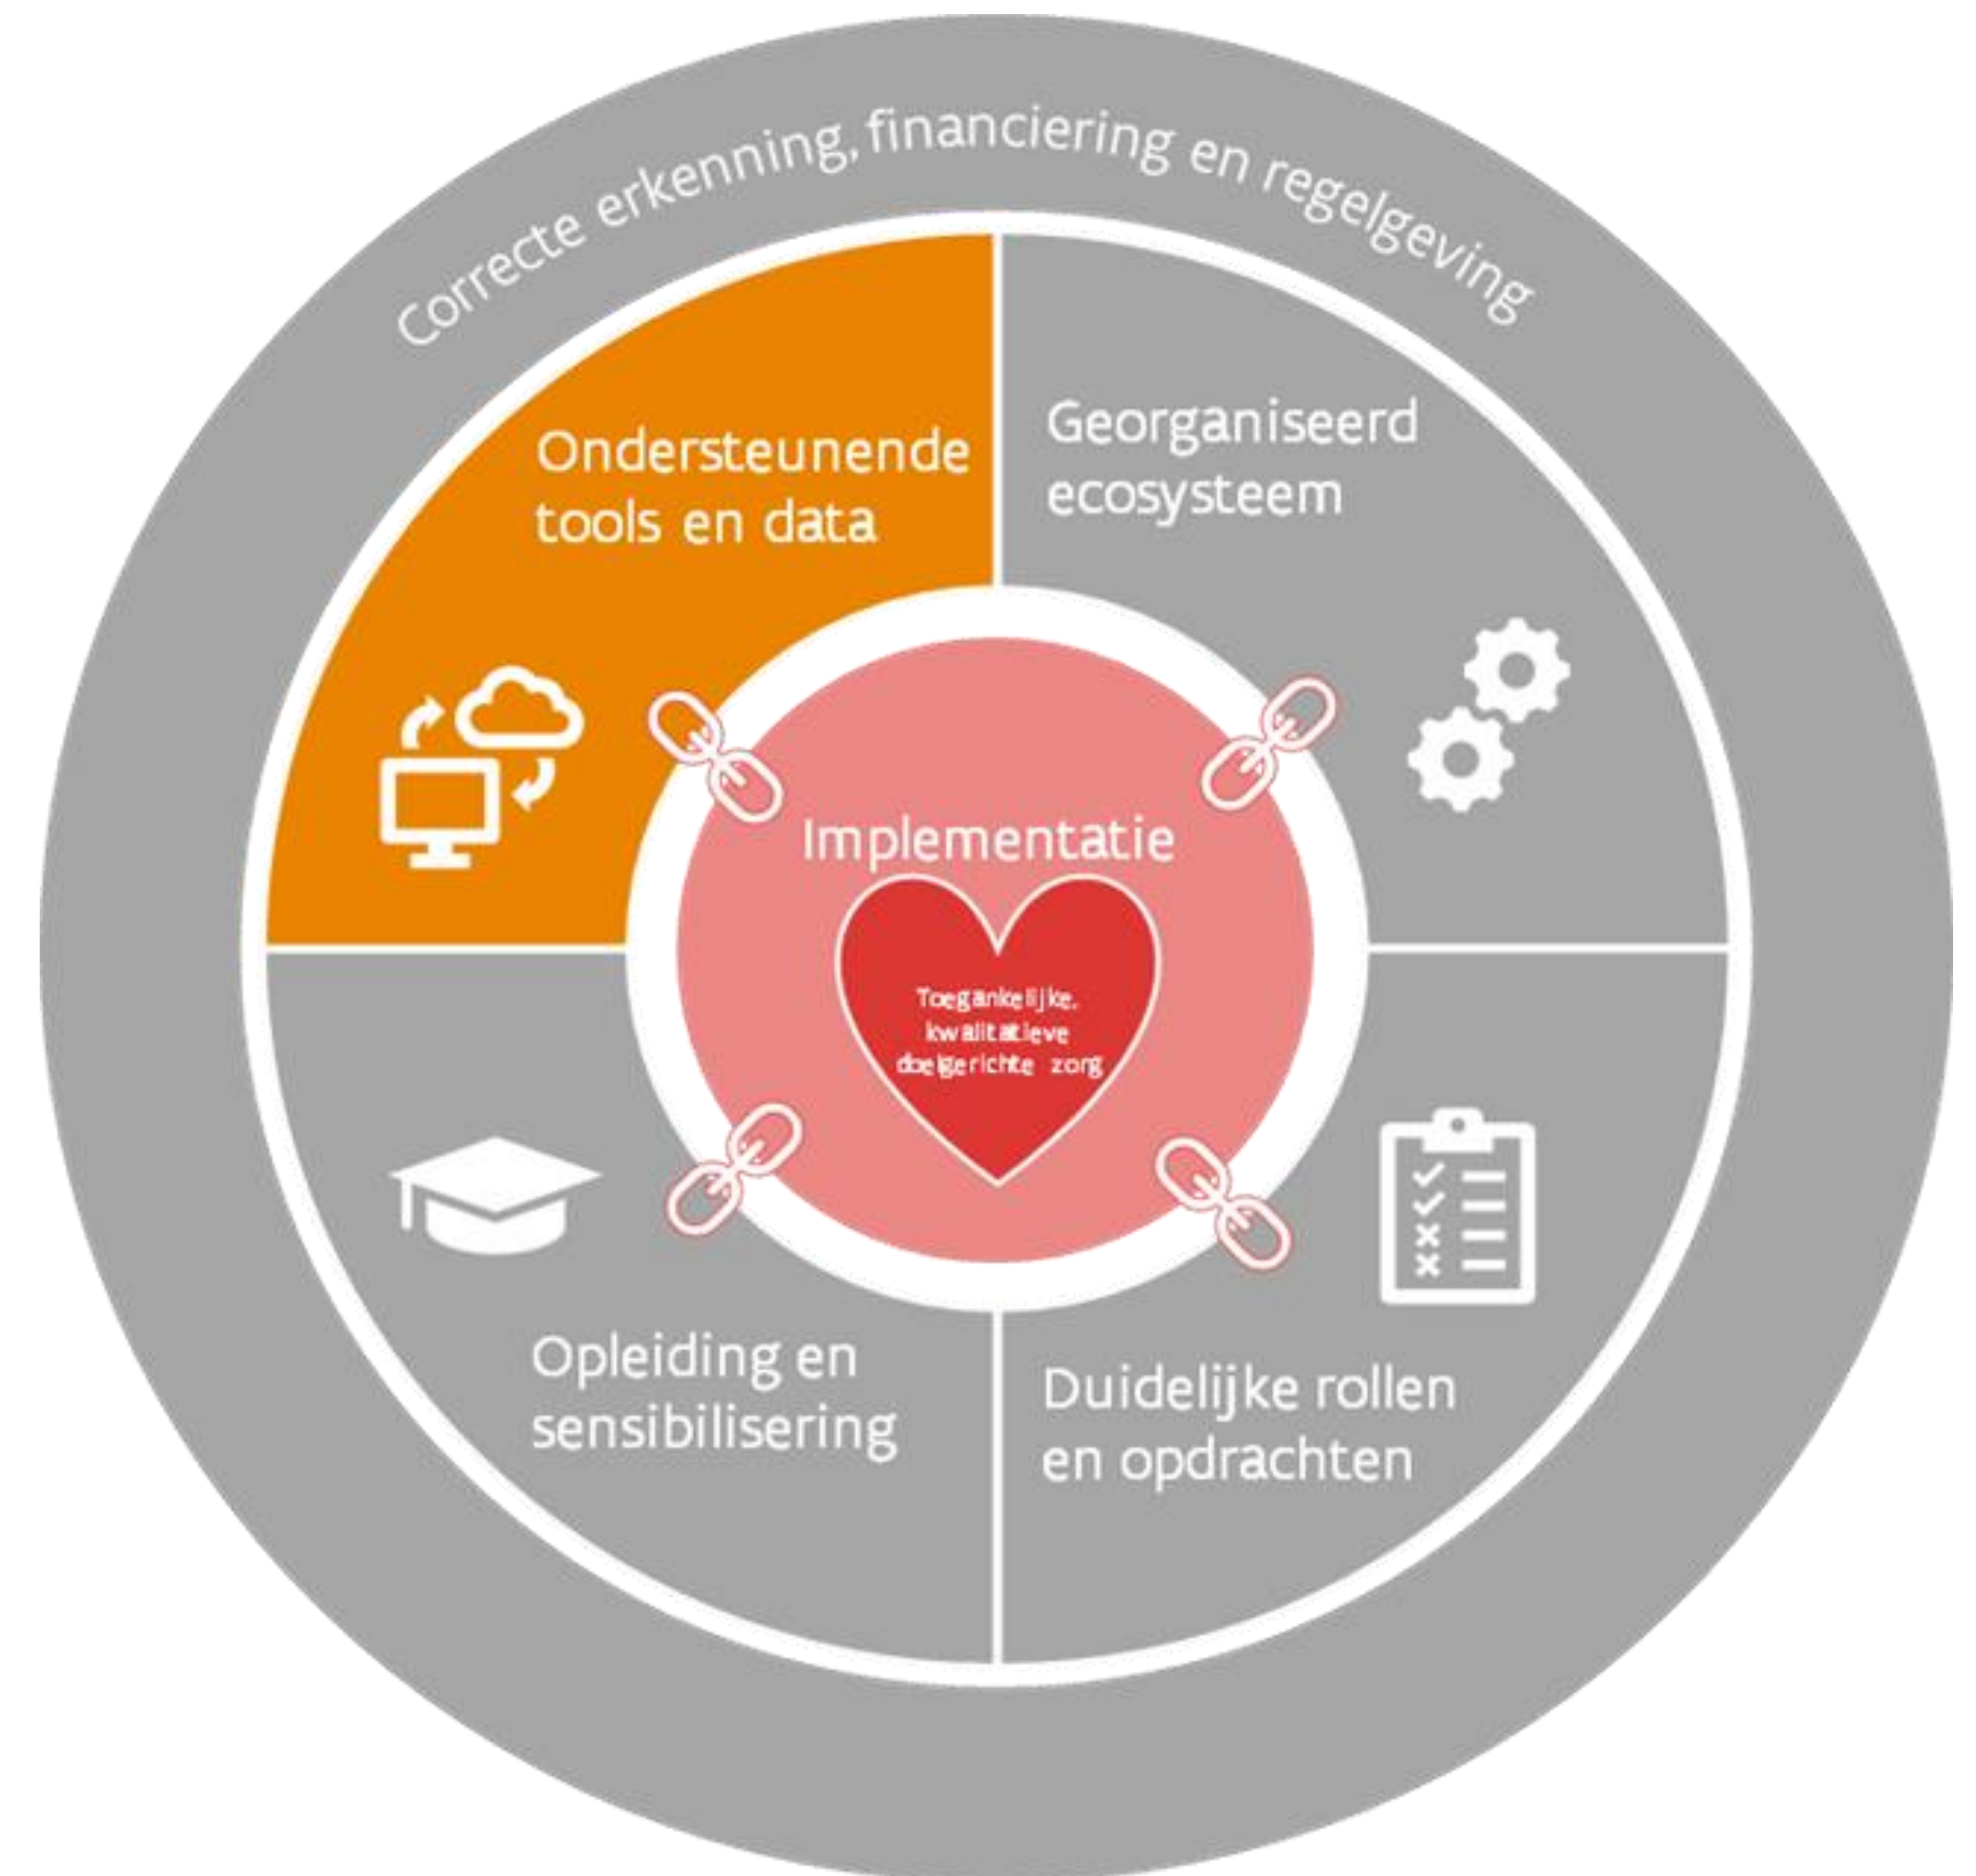 Correcte erkenning, financiering en regelgeving
Ondersteunende
tools en data
Georganiseerd
ecosysteem
Implementatie
Toegankelijke,
kwalitatieve
doelgerichte zorg
Opleiding en
sensibilisering
Duidelijke rollen
en opdrachten